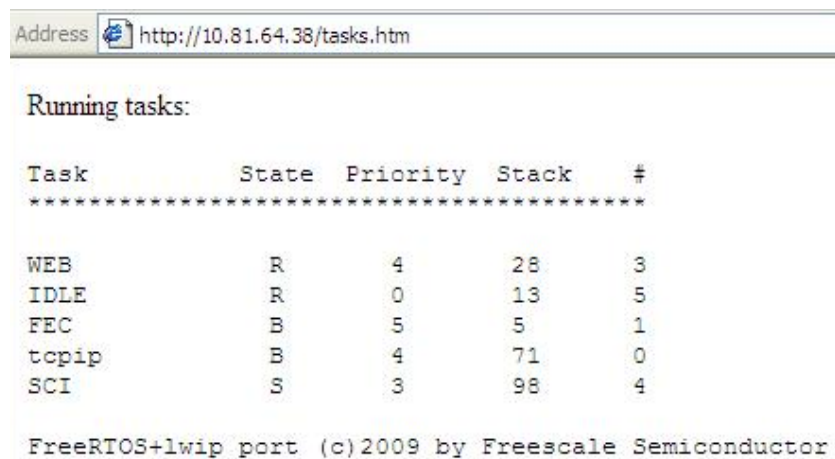 Address http://10.81.64.38/tasks.htm
Running tasks:
Task State Priority Stack #
*****************************************
WEB R 4 28 3
IDLE R 0 13 5
FEC B 5 5 1
tcpip B 4 71 0
SCI S 3 98 4
FreeRTOS+lwip port (c)2009 by Freescale Semiconductor